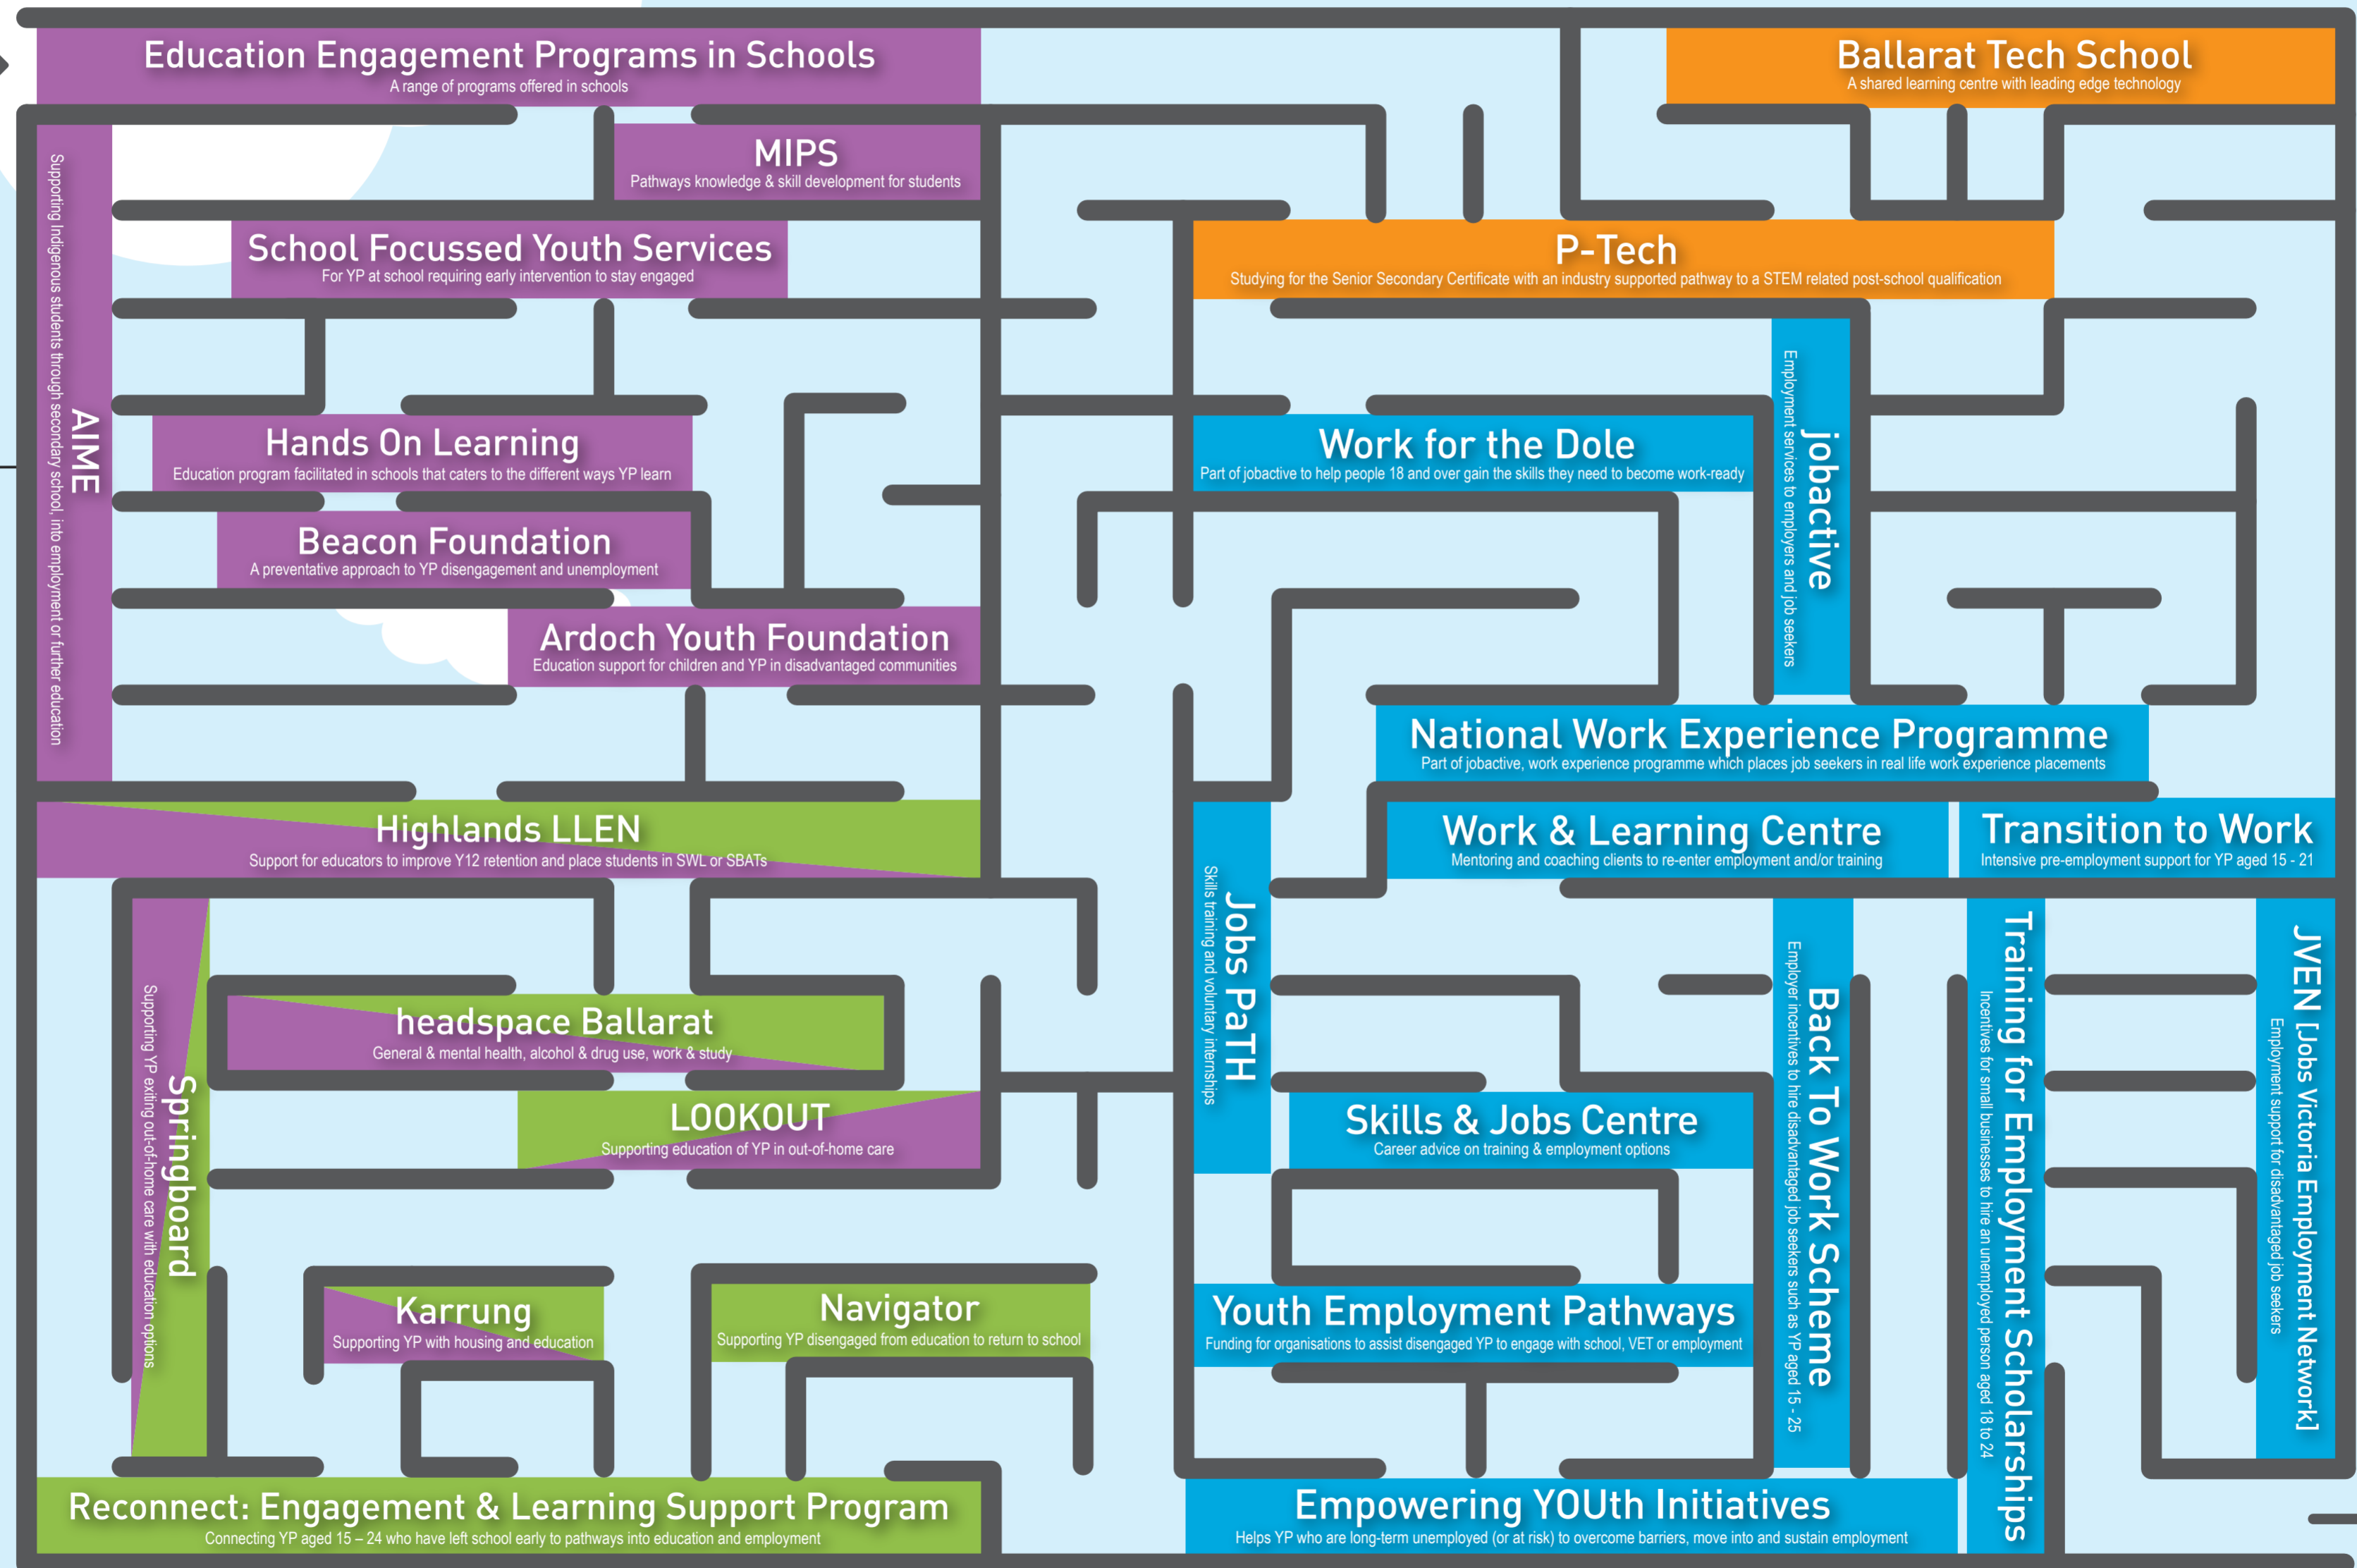 Education Engagement Programs in Schools
A range of programs offered in schools
Ballarat Tech School
A shared learning centre with leading edge technology
MIPS
Pathways knowledge & skill development for students
AIME
Supporting Indigenous students through secondary school, into employment or further education
School Focussed Youth Services
For YP at school requiring early intervention to stay engaged
P-Tech
Studying for the Senior Secondary Certificate with an industry supported pathway to a STEM related post-school qualification
Hands On Learning
Education program facilitated in schools that caters to the different ways YP learn
Work for the Dole
Part of jobactive to help people 18 and over gain the skills they need to become work-ready
jobactive
Employment services to employers and job seekers
Beacon Foundation
A preventative approach to YP disengagement and unemployment
Ardoch Youth Foundation
Education support for children and YP in disadvantaged communities
National Work Experience Programme
Part of jobactive, work experience programme which places job seekers in real life work experience placements
Highlands LLEN
Support for educators to improve Y12 retention and place students in SWL or SBATs
Work & Learning Centre
Mentoring and coaching clients to re-enter employment and/or training
Transition to Work
Intensive pre-employment support for YP aged 15 - 21
Jobs PaTH
Skills training and voluntary internships
Springboard
Supporting YP exiting out-of-home care with education options
headspace Ballarat
General & mental health, alcohol & drug use, work & study
LOOKOUT
Supporting education of YP in out-of-home care
Skills & Jobs Centre
Career advice on training & employment options
Back To Work Scheme
Employer incentives to hire disadvantaged job seekers such as YP aged 15 - 25
Training for Employment Scholarships
Incentives for small businesses to hire an unemployed person aged 18 to 24
JVEN [Jobs Victoria Employment Network]
Employment support for disadvantaged job seekers
Karrung
Supporting YP with housing and education
Navigator
Supporting YP disengaged from education to return to school
Youth Employment Pathways
Funding for organisations to assist disengaged YP to engage with school, VET or employment
Reconnect: Engagement & Learning Support Program
Connecting YP aged 15 – 24 who have left school early to pathways into education and employment
Empowering YOUth Initiatives
Helps YP who are long-term unemployed (or at risk) to overcome barriers, move into and sustain employment